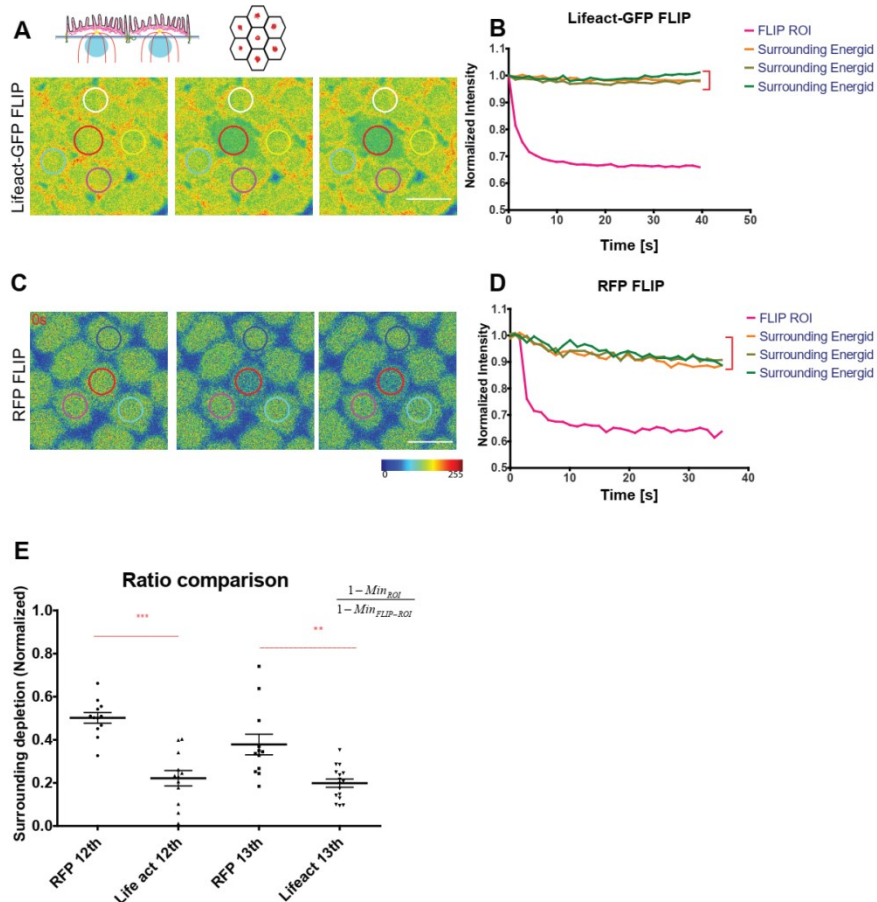 A
Lifeact-GFP FLIP
B
Lifeact-GFP FLIP
Normalized Intensity
1.1
1.0
0.9
0.8
0.7
0.6
0.5
0 10 20 30 40 50
Time [s]
FLIP ROI
Surrounding Energid
Surrounding Energid
Surrounding Energid
C
RFP FLIP
0s
0 255
D
RFP FLIP
Normalized Intensity
1.1
1.0
0.9
0.8
0.7
0.6
0.5
0 10 20 30 40
Time [s]
FLIP ROI
Surrounding Energid
Surrounding Energid
Surrounding Energid
E
Ratio comparison
1−Min_ROI
1−Min_FLIP−ROI
Surrounding depletion (Normalized)
1.0
0.8
0.6
0.4
0.2
0.0
***
**
RFP 12th
Life act 12th
RFP 13th
Lifeact 13th